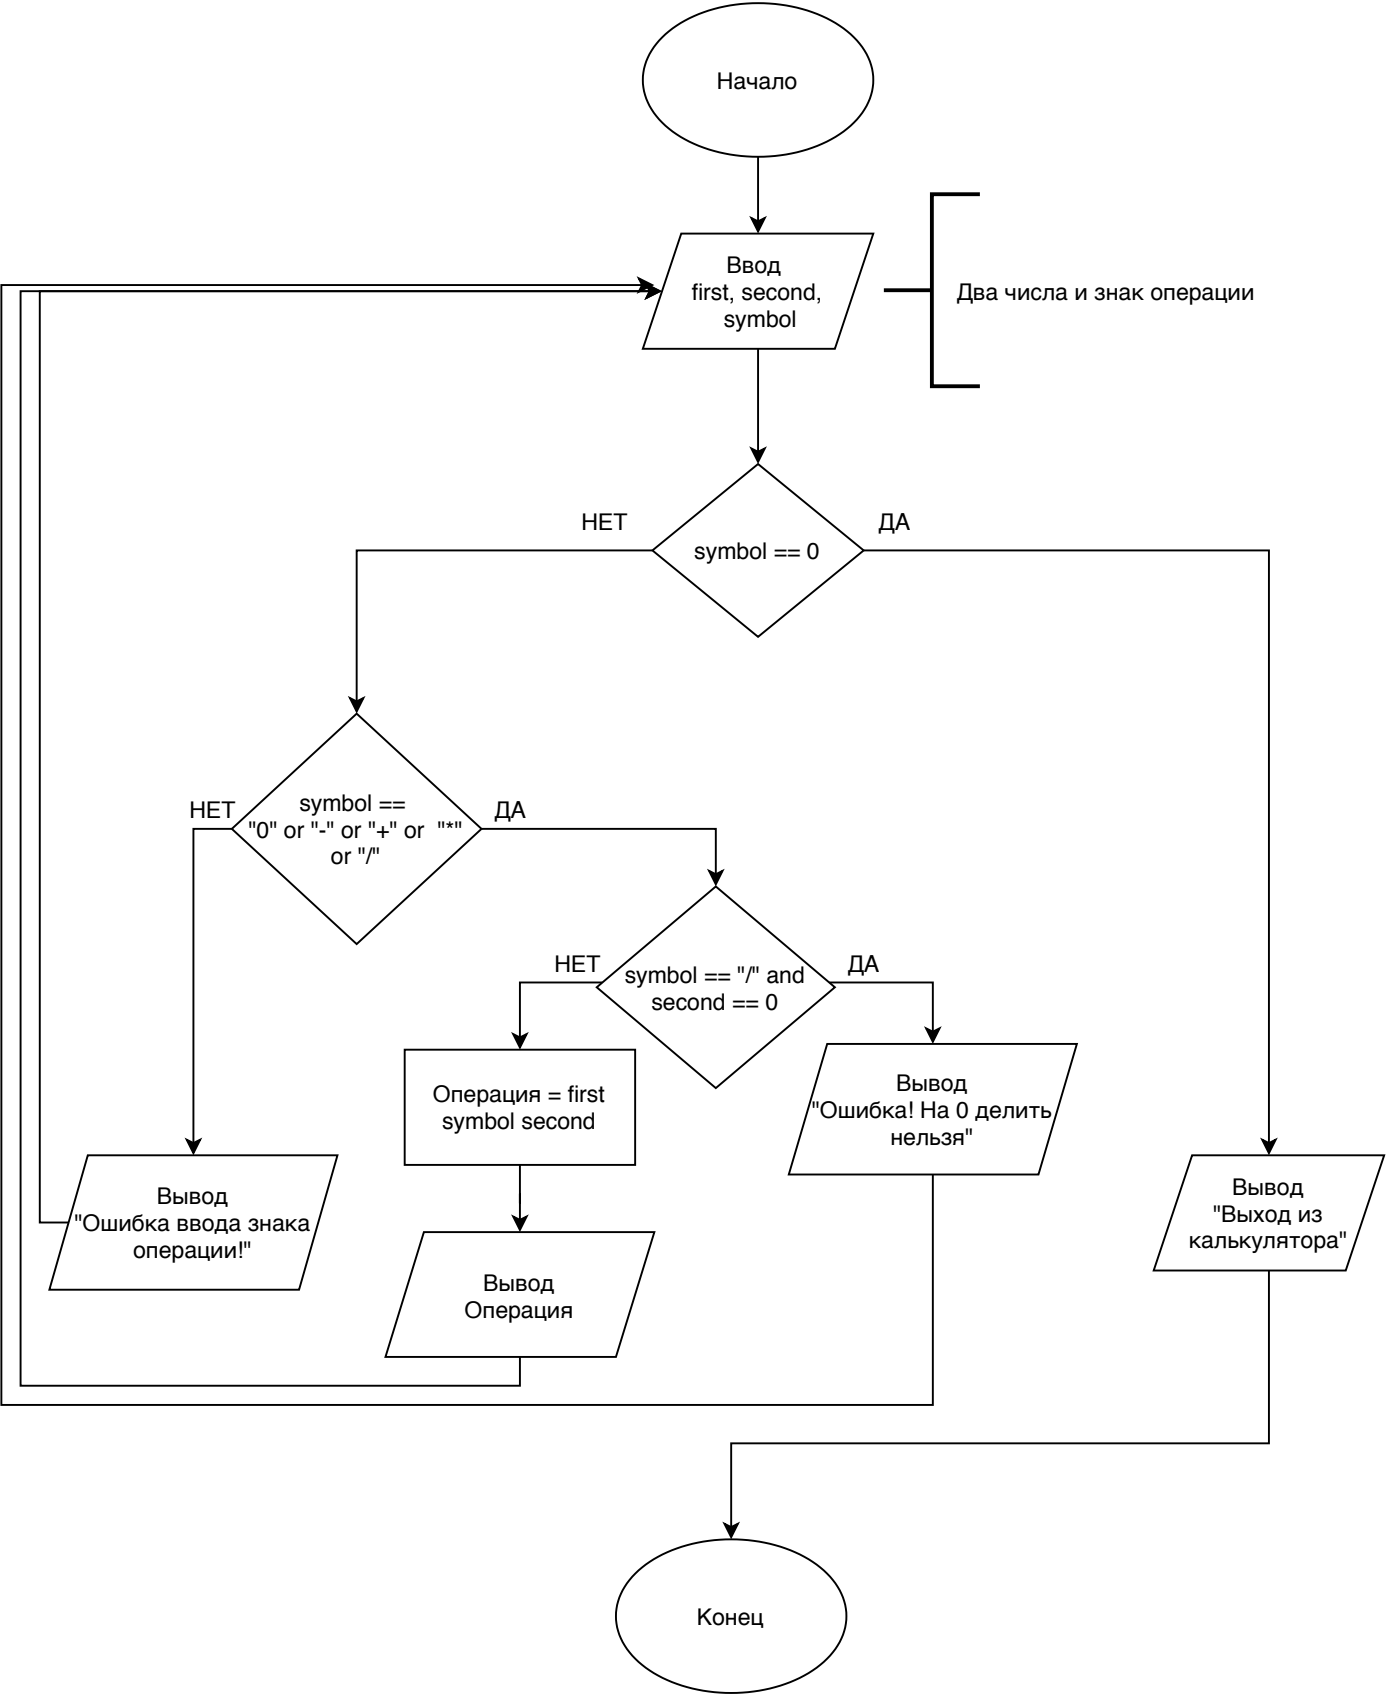 Начало
Ввод
first, second,
symbol
Два числа и знак операции
НЕТ
ДА
symbol == 0
НЕТ
ДА
symbol ==
"0" or "-" or "+" or "*"
or "/"
НЕТ
ДА
symbol == "/" and
second == 0
Операция = first
symbol second
Вывод
"Ошибка! На 0 делить
нельзя"
Вывод
"Ошибка ввода знака
операции!"
Вывод
"Выход из
калькулятора"
Вывод
Операция
Конец